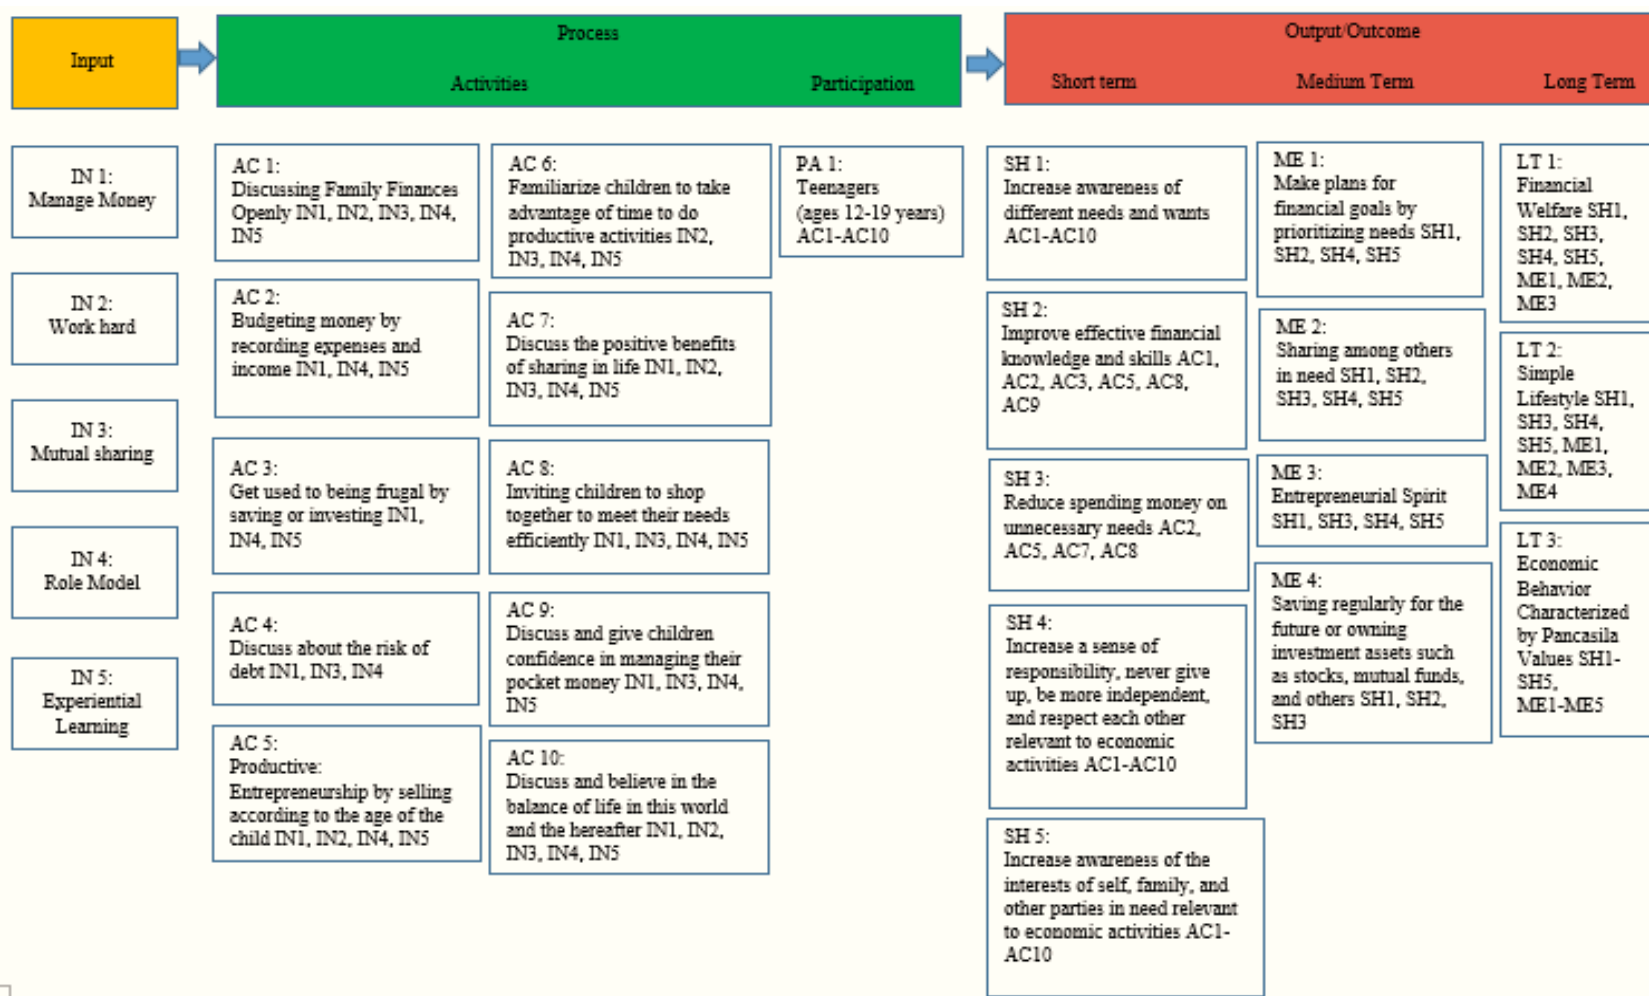 Input
Process
Activities
Participation
Output/Outcome
Short term
Medium Term
Long Term
IN 1:
Manage Money
IN 2:
Work hard
IN 3:
Mutual sharing
IN 4:
Role Model
IN 5:
Experiential
Learning
AC 1:
Discussing Family Finances
Openly IN1, IN2, IN3, IN4,
IN5
AC 2:
Budgeting money by
recording expenses and
income IN1, IN4, IN5
AC 3:
Get used to being frugal by
saving or investing IN1,
IN4, IN5
AC 4:
Discuss about the risk of
debt IN1, IN3, IN4
AC 5:
Productive:
Entrepreneurship by selling
according to the age of the
child IN1, IN2, IN4, IN5
AC 6:
Familiarize children to take
advantage of time to do
productive activities IN2,
IN3, IN4, IN5
AC 7:
Discuss the positive benefits
of sharing in life IN1, IN2,
IN3, IN4, IN5
AC 8:
Inviting children to shop
together to meet their needs
efficiently IN1, IN3, IN4, IN5
AC 9:
Discuss and give children
confidence in managing their
pocket money IN1, IN3, IN4,
IN5
AC 10:
Discuss and believe in the
balance of life in this world
and the hereafter IN1, IN2,
IN3, IN4, IN5
PA 1:
Teenagers
(ages 12-19 years)
AC1-AC10
SH 1:
Increase awareness of
different needs and wants
AC1-AC10
SH 2:
Improve effective financial
knowledge and skills AC1,
AC2, AC3, AC5, AC8,
AC9
SH 3:
Reduce spending money on
unnecessary needs AC2,
AC5, AC7, AC8
SH 4:
Increase a sense of
responsibility, never give
up, be more independent,
and respect each other
relevant to economic
activities AC1-AC10
SH 5:
Increase awareness of the
interests of self, family, and
other parties in need relevant
to economic activities AC1-
AC10
ME 1:
Make plans for
financial goals by
prioritizing needs SH1,
SH2, SH4, SH5
ME 2:
Sharing among others
in need SH1, SH2,
SH3, SH4, SH5
ME 3:
Entrepreneurial Spirit
SH1, SH3, SH4, SH5
ME 4:
Saving regularly for the
future or owning
investment assets such
as stocks, mutual funds,
and others SH1, SH2,
SH3
LT 1:
Financial
Welfare SH1,
SH2, SH3,
SH4, SH5,
ME1, ME2,
ME3
LT 2:
Simple
Lifestyle SH1,
SH3, SH4,
SH5, ME1,
ME2, ME3,
ME4
LT 3:
Economic
Behavior
Characterized
by Pancasila
Values SH1-
SH5,
ME1-ME5